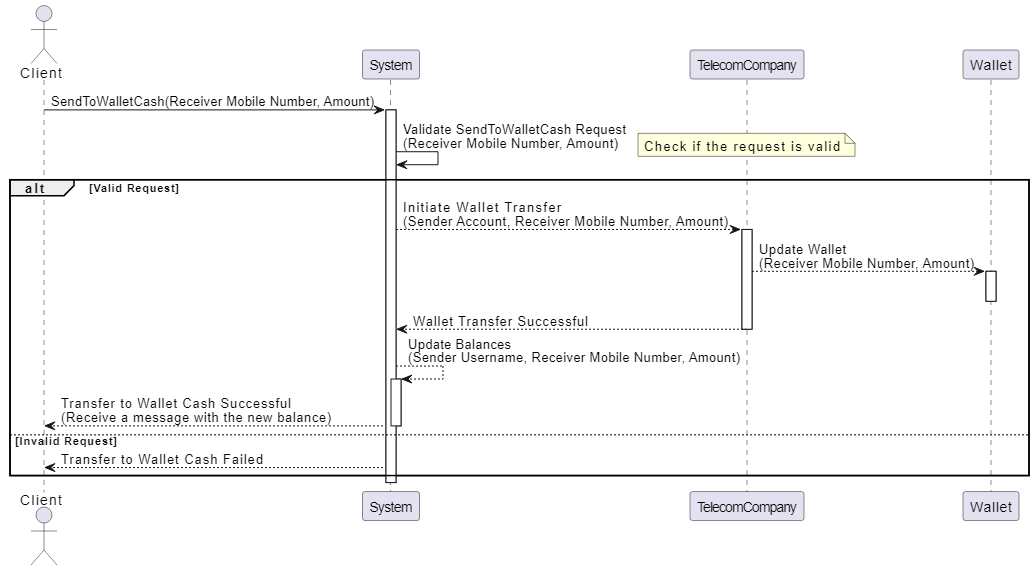 Client
System
TelecomCompany
Wallet
SendToWalletCash(Receiver Mobile Number, Amount)
Validate SendToWalletCash Request
(Receiver Mobile Number, Amount)
Check if the request is valid
alt
[Valid Request]
Initiate Wallet Transfer
(Sender Account, Receiver Mobile Number, Amount)
Update Wallet
(Receiver Mobile Number, Amount)
Wallet Transfer Successful
Update Balances
(Sender Username, Receiver Mobile Number, Amount)
Transfer to Wallet Cash Successful
(Receive a message with the new balance)
[Invalid Request]
Transfer to Wallet Cash Failed
Client
System
TelecomCompany
Wallet